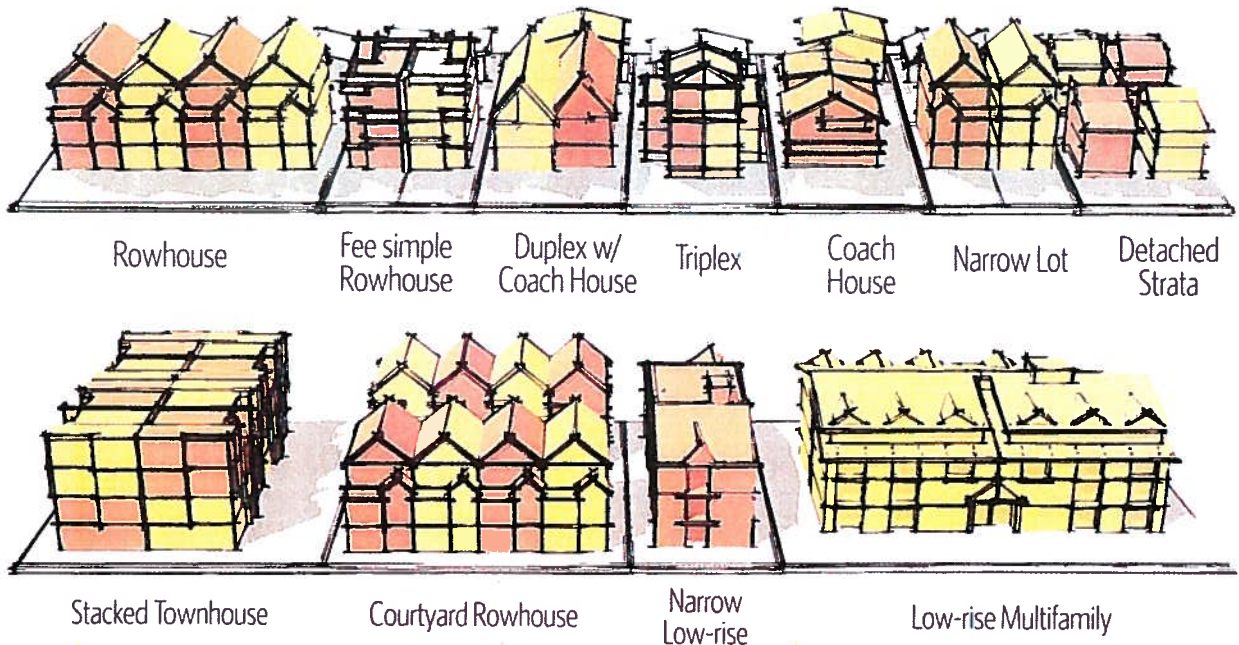 Rowhouse
Fee simple
Rowhouse
Duplex w/
Coach House
Triplex
Coach
House
Narrow Lot
Detached
Strata
Stacked Townhouse
Courtyard Rowhouse
Narrow
Low-rise
Low-rise Multifamily